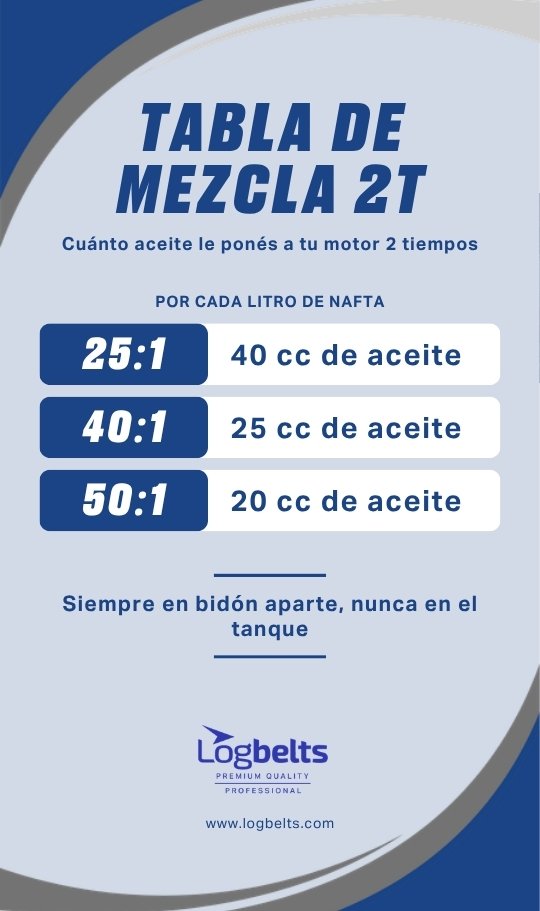 TABLA DE
MEZCLA 2T
Cuánto aceite le ponés a tu motor 2 tiempos
POR CADA LITRO DE NAFTA
25:1 40 cc de aceite
40:1 25 cc de aceite
50:1 20 cc de aceite
Siempre en bidón aparte, nunca en el
tanque
Logbelts
PREMIUM QUALITY
PROFESSIONAL
www.logbelts.com